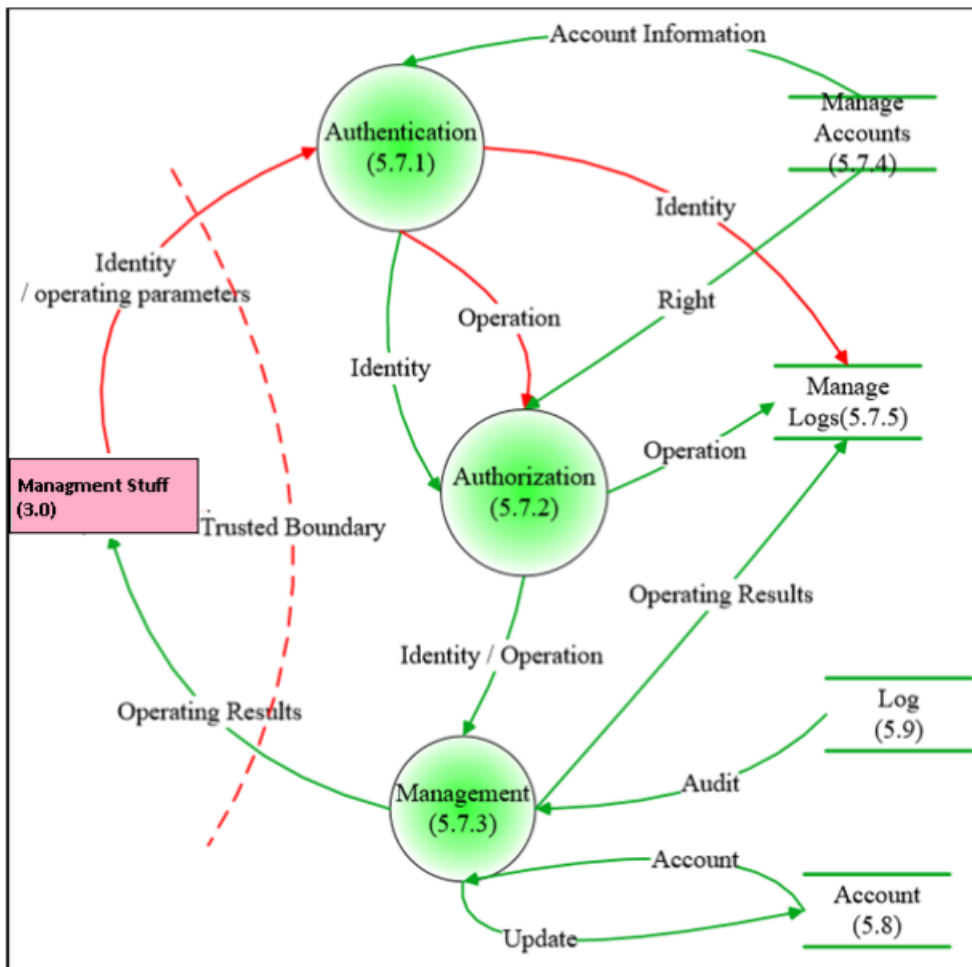 Account Information
Manage
Accounts
(5.7.4)
Authentication
(5.7.1)
Identity
Identity
/ operating parameters
Right
Operation
Identity
Manage
Logs(5.7.5)
Operation
Authorization
(5.7.2)
Managment Stuff
(3.0)
Trusted Boundary
Operating Results
Identity / Operation
Operating Results
Log
(5.9)
Audit
Management
(5.7.3)
Account
Account
(5.8)
Update